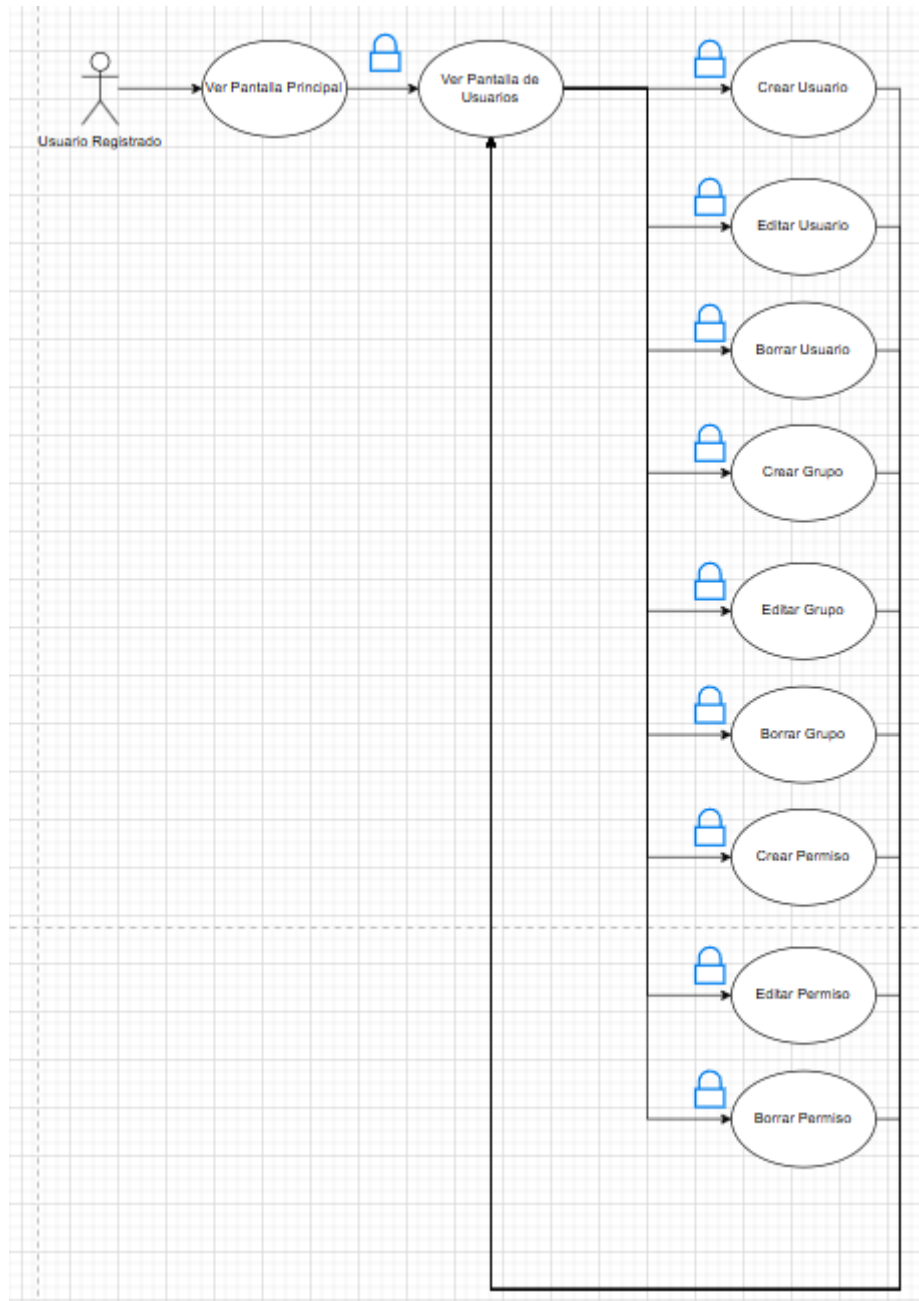 Usuario Registrado
Ver Pantalla Principal
Ver Pantalla de
Usuarios
Crear Usuario
Editar Usuario
Borrar Usuario
Crear Grupo
Editar Grupo
Borrar Grupo
Crear Permiso
Editar Permiso
Borrar Permiso